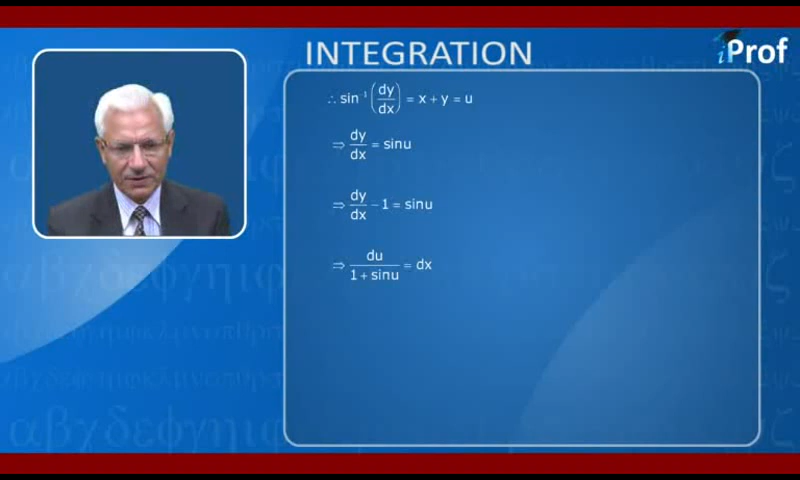 INTEGRATION
iProf
∴ sin⁻¹(dy/dx) = x + y = u
⇒ dy/dx = sinu
⇒ dy/dx − 1 = sinu
⇒ du/(1 + sinu) = dx